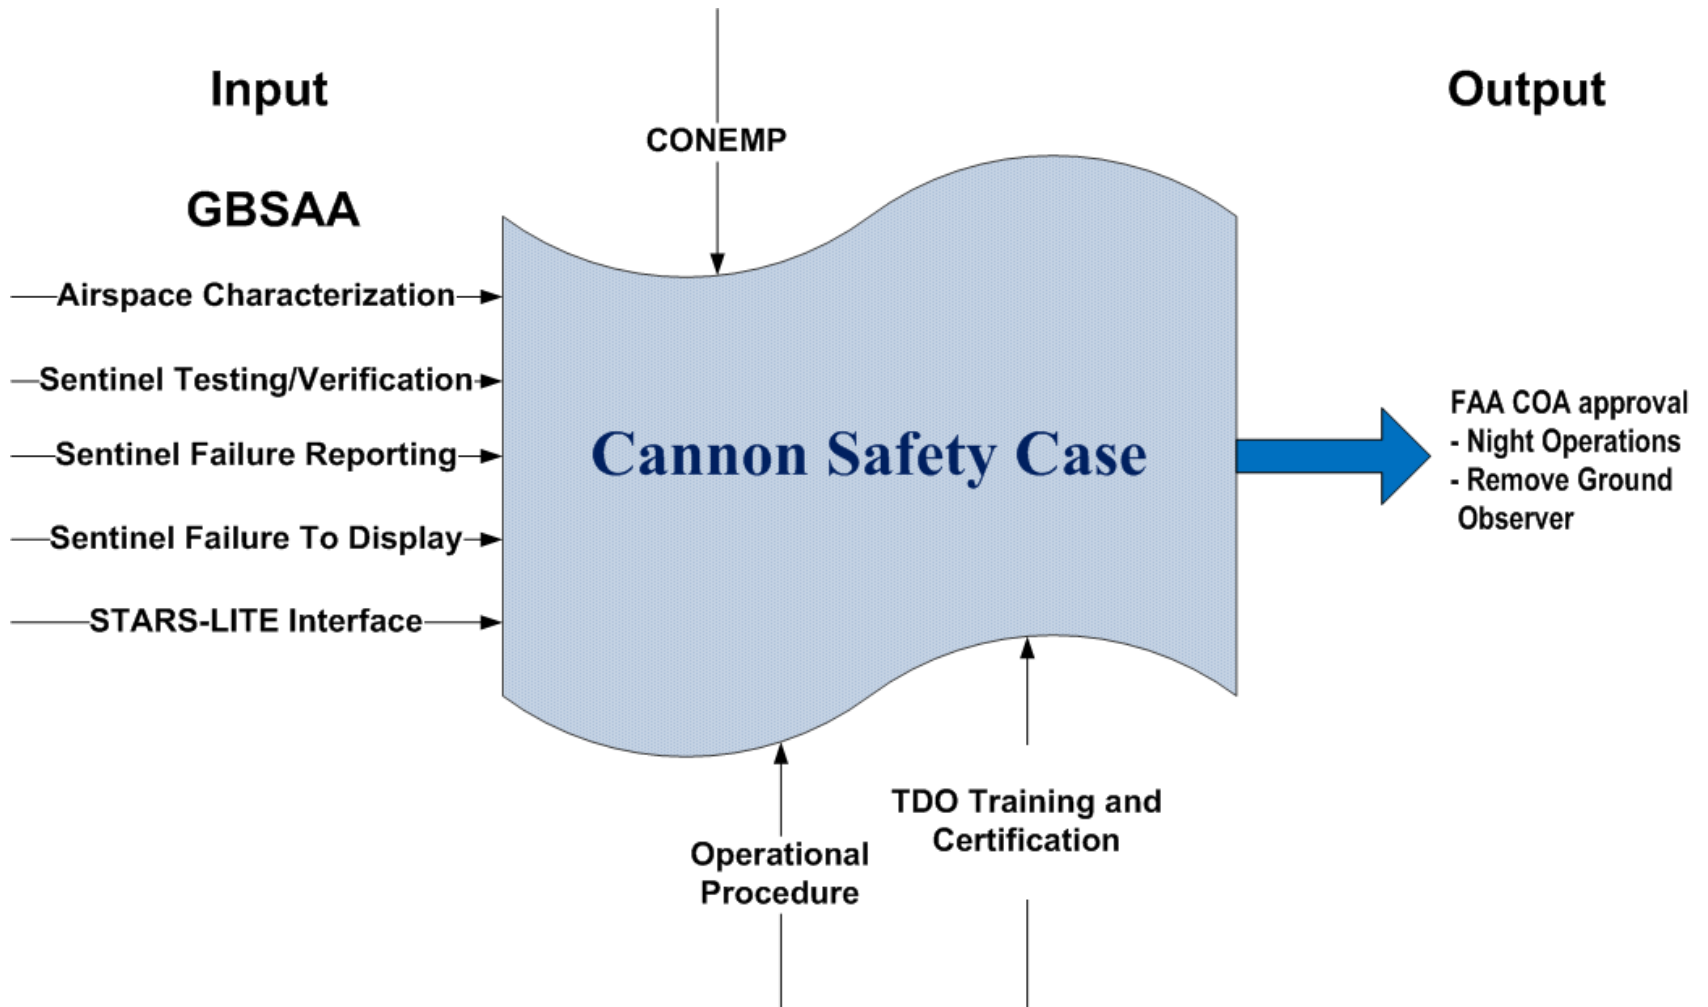 Input
Output
CONEMP
GBSAA
Airspace Characterization
Sentinel Testing/Verification
Sentinel Failure Reporting
Sentinel Failure To Display
STARS-LITE Interface
Cannon Safety Case
FAA COA approval
- Night Operations
- Remove Ground
Observer
TDO Training and
Certification
Operational
Procedure